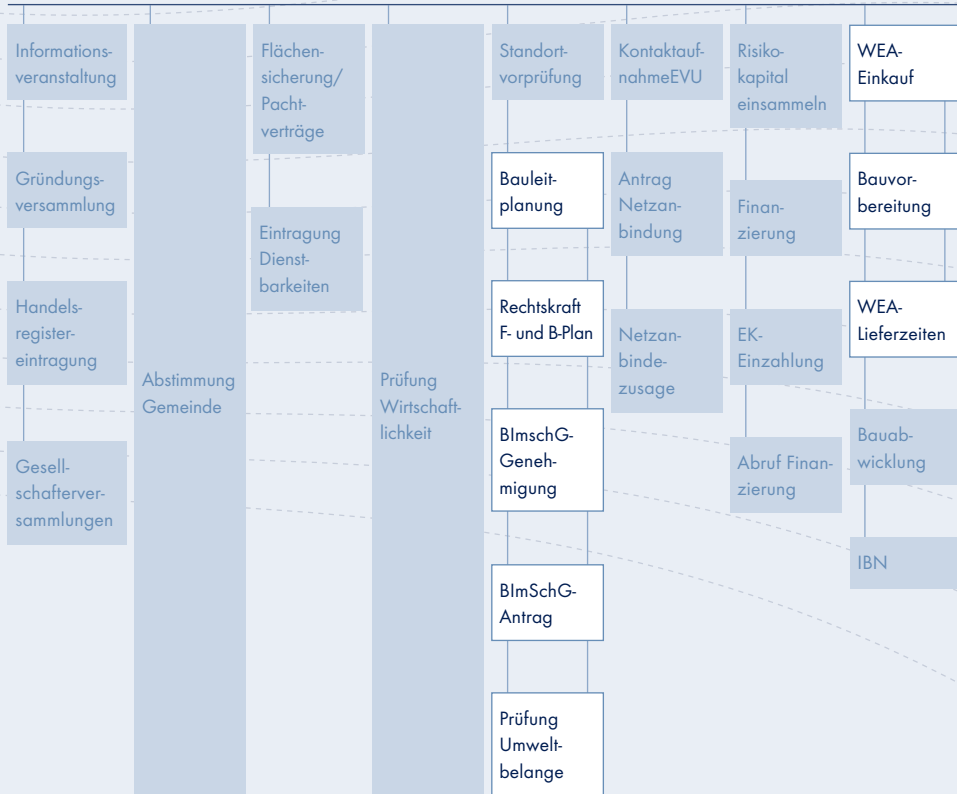 Informations-
veranstaltung
Gründungs-
versammlung
Handels-
register-
eintragung
Gesell-
schafterver-
sammlungen
Abstimmung
Gemeinde
Flächen-
sicherung/
Pacht-
verträge
Eintragung
Dienst-
barkeiten
Prüfung
Wirtschaft-
lichkeit
Standort-
vorprüfung
Bauleit-
planung
Rechtskraft
F- und B-Plan
BImschG-
Geneh-
migung
BImSchG-
Antrag
Prüfung
Umwelt-
belange
Kontaktauf-
nahmeEVU
Antrag
Netzan-
bindung
Netzan-
binde-
zusage
Risiko-
kapital
einsammeln
Finan-
zierung
EK-
Einzahlung
Abruf Finan-
zierung
WEA-
Einkauf
Bauvor-
bereitung
WEA-
Lieferzeiten
Bauab-
wicklung
IBN